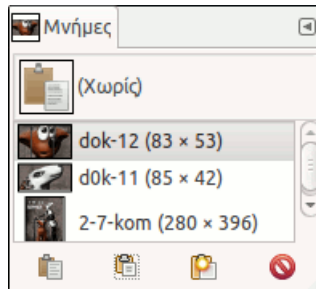 Μνήμες
(Χωρίς)
dok-12 (83 × 53)
d0k-11 (85 × 42)
2-7-kom (280 × 396)